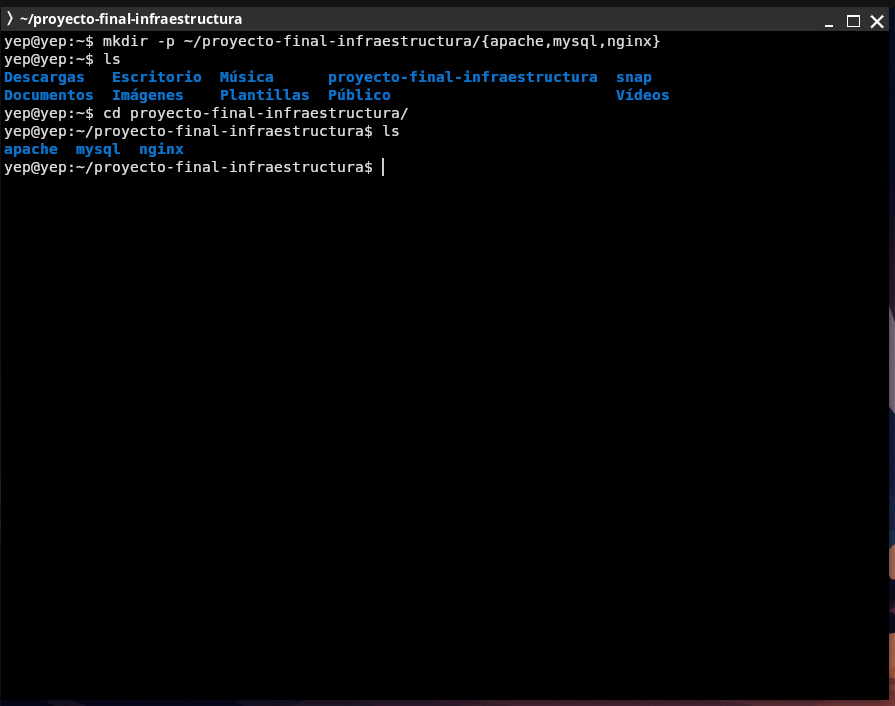 ~/proyecto-final-infraestructura
yep@yep:~$ mkdir -p ~/proyecto-final-infraestructura/{apache,mysql,nginx}
yep@yep:~$ ls
Descargas   Escritorio  Música      proyecto-final-infraestructura  snap
Documentos  Imágenes    Plantillas  Público                         Vídeos
yep@yep:~$ cd proyecto-final-infraestructura/
yep@yep:~/proyecto-final-infraestructura$ ls
apache  mysql  nginx
yep@yep:~/proyecto-final-infraestructura$